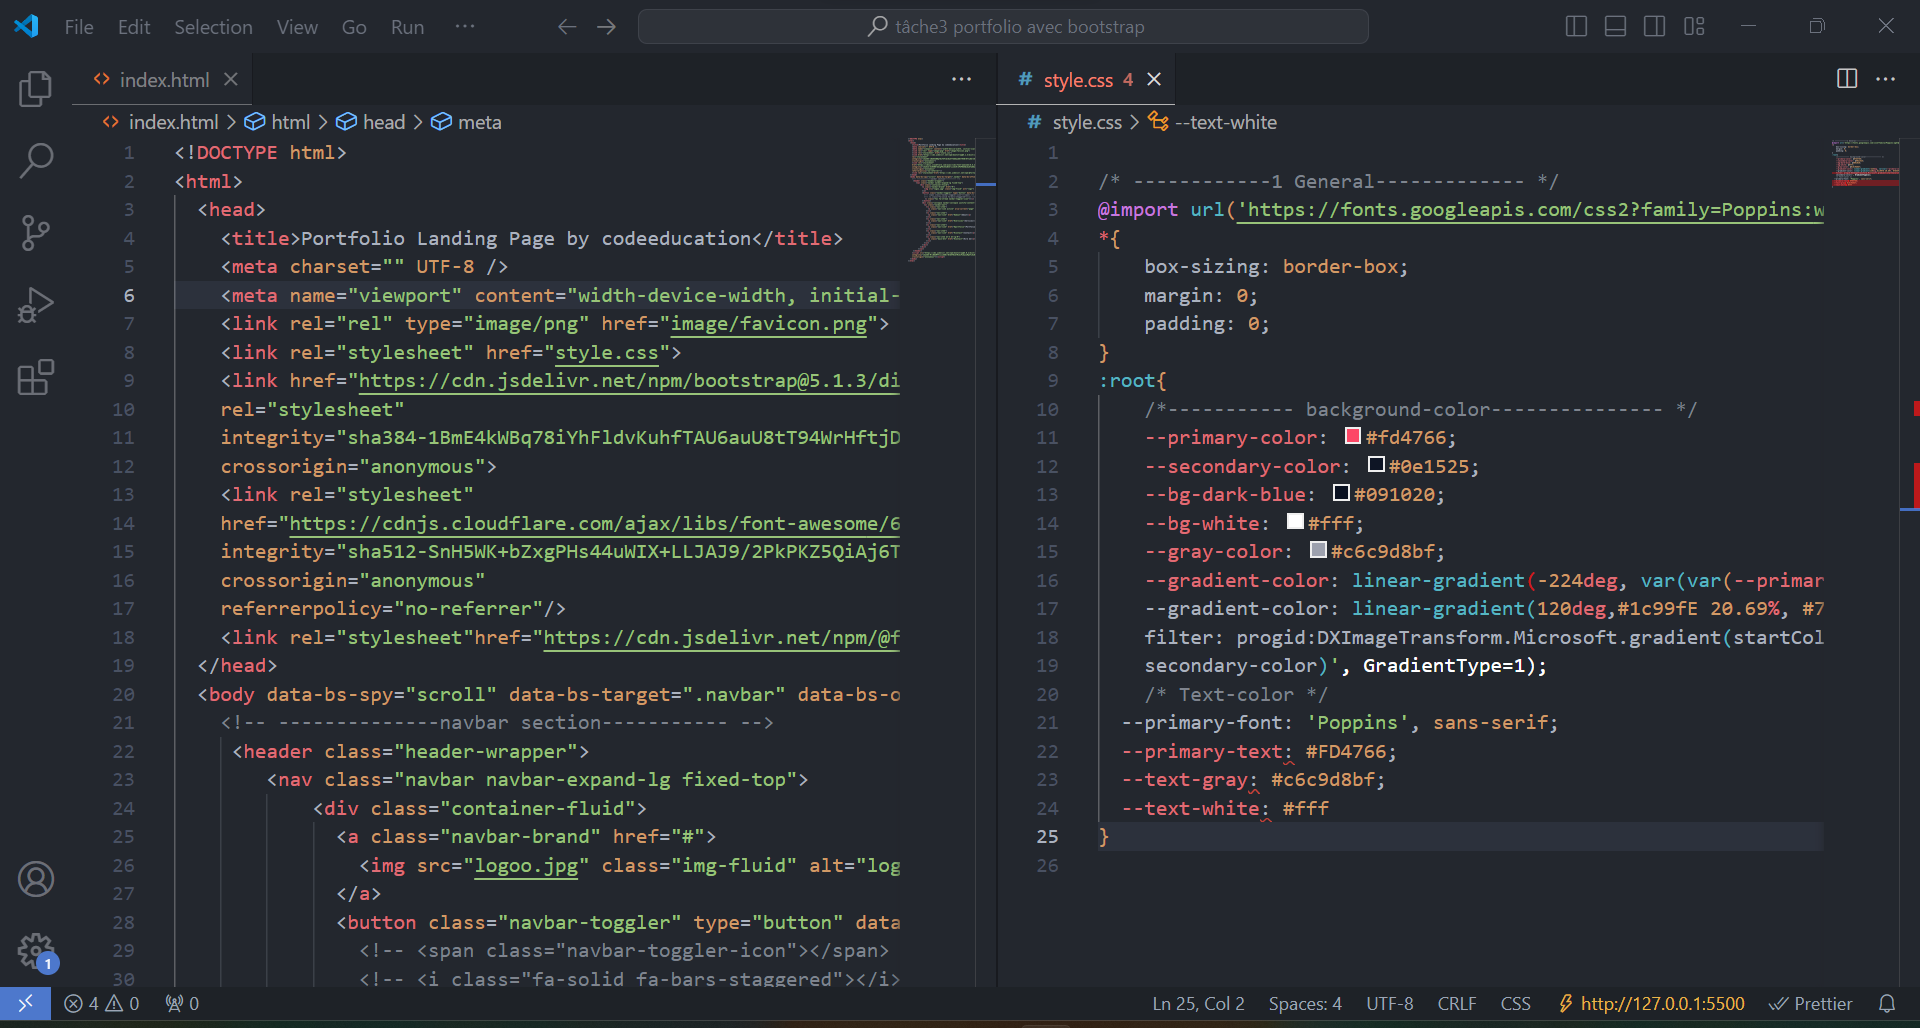 File Edit Selection View Go Run ··· tâche3 portfolio avec bootstrap
index.html
index.html > html > head > meta
1 <!DOCTYPE html>
2 <html>
3 <head>
4 <title>Portfolio Landing Page by codeeducation</title>
5 <meta charset="" UTF-8 />
6 <meta name="viewport" content="width-device-width, initial-
7 <link rel="rel" type="image/png" href="image/favicon.png">
8 <link rel="stylesheet" href="style.css">
9 <link href="https://cdn.jsdelivr.net/npm/bootstrap@5.1.3/di
10 rel="stylesheet"
11 integrity="sha384-1BmE4kWBq78iYhFldvKuhfTAU6auU8tT94WrHftjD
12 crossorigin="anonymous">
13 <link rel="stylesheet"
14 href="https://cdnjs.cloudflare.com/ajax/libs/font-awesome/6
15 integrity="sha512-SnH5WK+bZxgPHs44uWIX+LLJAJ9/2PkPKZ5QiAj6T
16 crossorigin="anonymous"
17 referrerpolicy="no-referrer"/>
18 <link rel="stylesheet"href="https://cdn.jsdelivr.net/npm/@f
19 </head>
20 <body data-bs-spy="scroll" data-bs-target=".navbar" data-bs-o
21 <!-- --------------navbar section----------- -->
22 <header class="header-wrapper">
23 <nav class="navbar navbar-expand-lg fixed-top">
24 <div class="container-fluid">
25 <a class="navbar-brand" href="#">
26 <img src="logoo.jpg" class="img-fluid" alt="log
27 </a>
28 <button class="navbar-toggler" type="button" data
29 <!-- <span class="navbar-toggler-icon"></span>
30 <!-- <i class="fa-solid fa-bars-staggered"></i>
# style.css 4
# style.css > --text-white
1
2 /* ------------1 General------------- */
3 @import url('https://fonts.googleapis.com/css2?family=Poppins:w
4 *{
5 box-sizing: border-box;
6 margin: 0;
7 padding: 0;
8 }
9 :root{
10 /*----------- background-color--------------- */
11 --primary-color: #fd4766;
12 --secondary-color: #0e1525;
13 --bg-dark-blue: #091020;
14 --bg-white: #fff;
15 --gray-color: #c6c9d8bf;
16 --gradient-color: linear-gradient(-224deg, var(var(--primar
17 --gradient-color: linear-gradient(120deg,#1c99fE 20.69%, #7
18 filter: progid:DXImageTransform.Microsoft.gradient(startCol
19 secondary-color)', GradientType=1);
20 /* Text-color */
21 --primary-font: 'Poppins', sans-serif;
22 --primary-text: #FD4766;
23 --text-gray: #c6c9d8bf;
24 --text-white: #fff
25 }
26
1
4 0 0 Ln 25, Col 2 Spaces: 4 UTF-8 CRLF CSS http://127.0.0.1:5500 Prettier